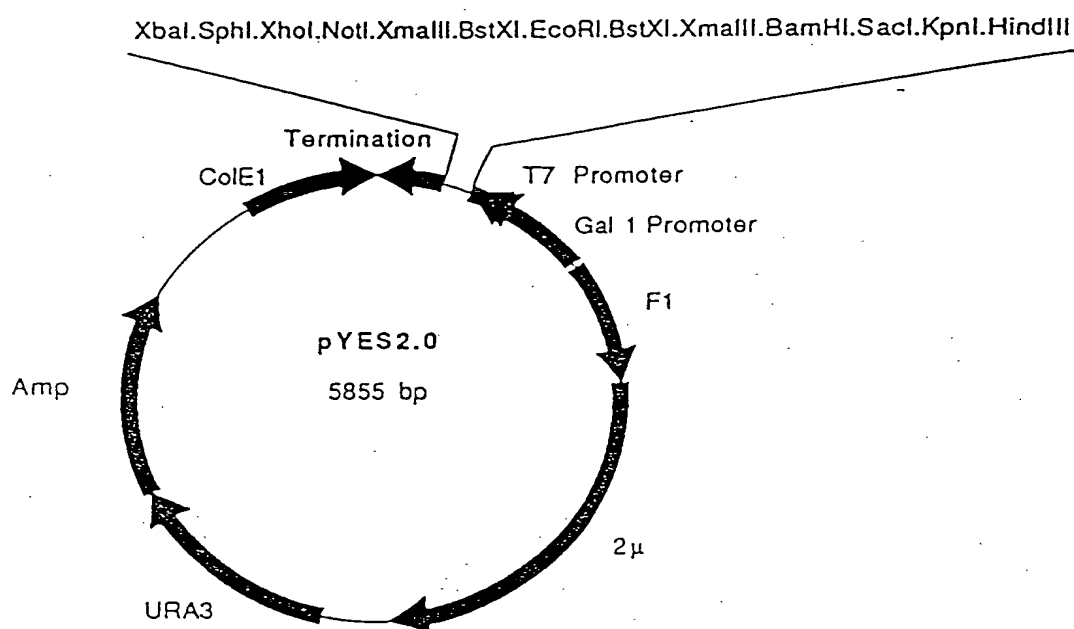 XbaI.SphI.XhoI.NotI.XmaIII.BstXI.EcoRI.BstXI.XmaIII.BamHI.SacI.KpnI.HindIII
Termination
ColE1
T7 Promoter
Gal 1 Promoter
F1
pYES2.0
5855 bp
Amp
2µ
URA3